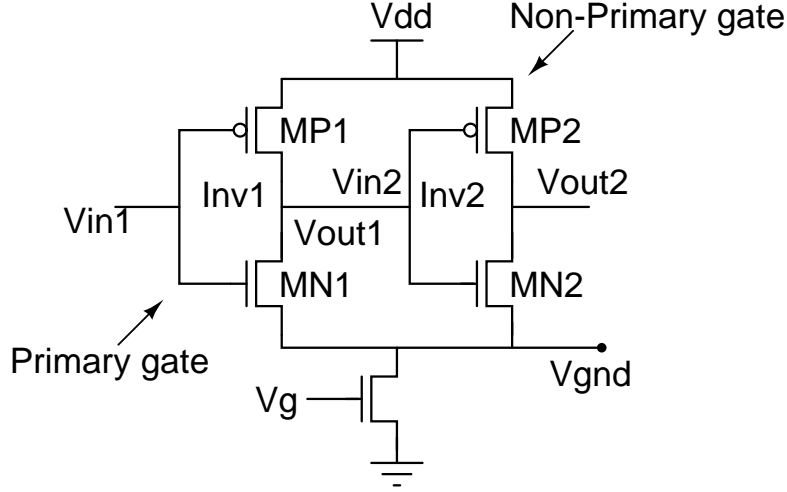 Vdd
Non-Primary gate
MP1
MP2
Vin1
Inv1
Vin2
Inv2
Vout2
Vout1
MN1
MN2
Primary gate
Vg
Vgnd